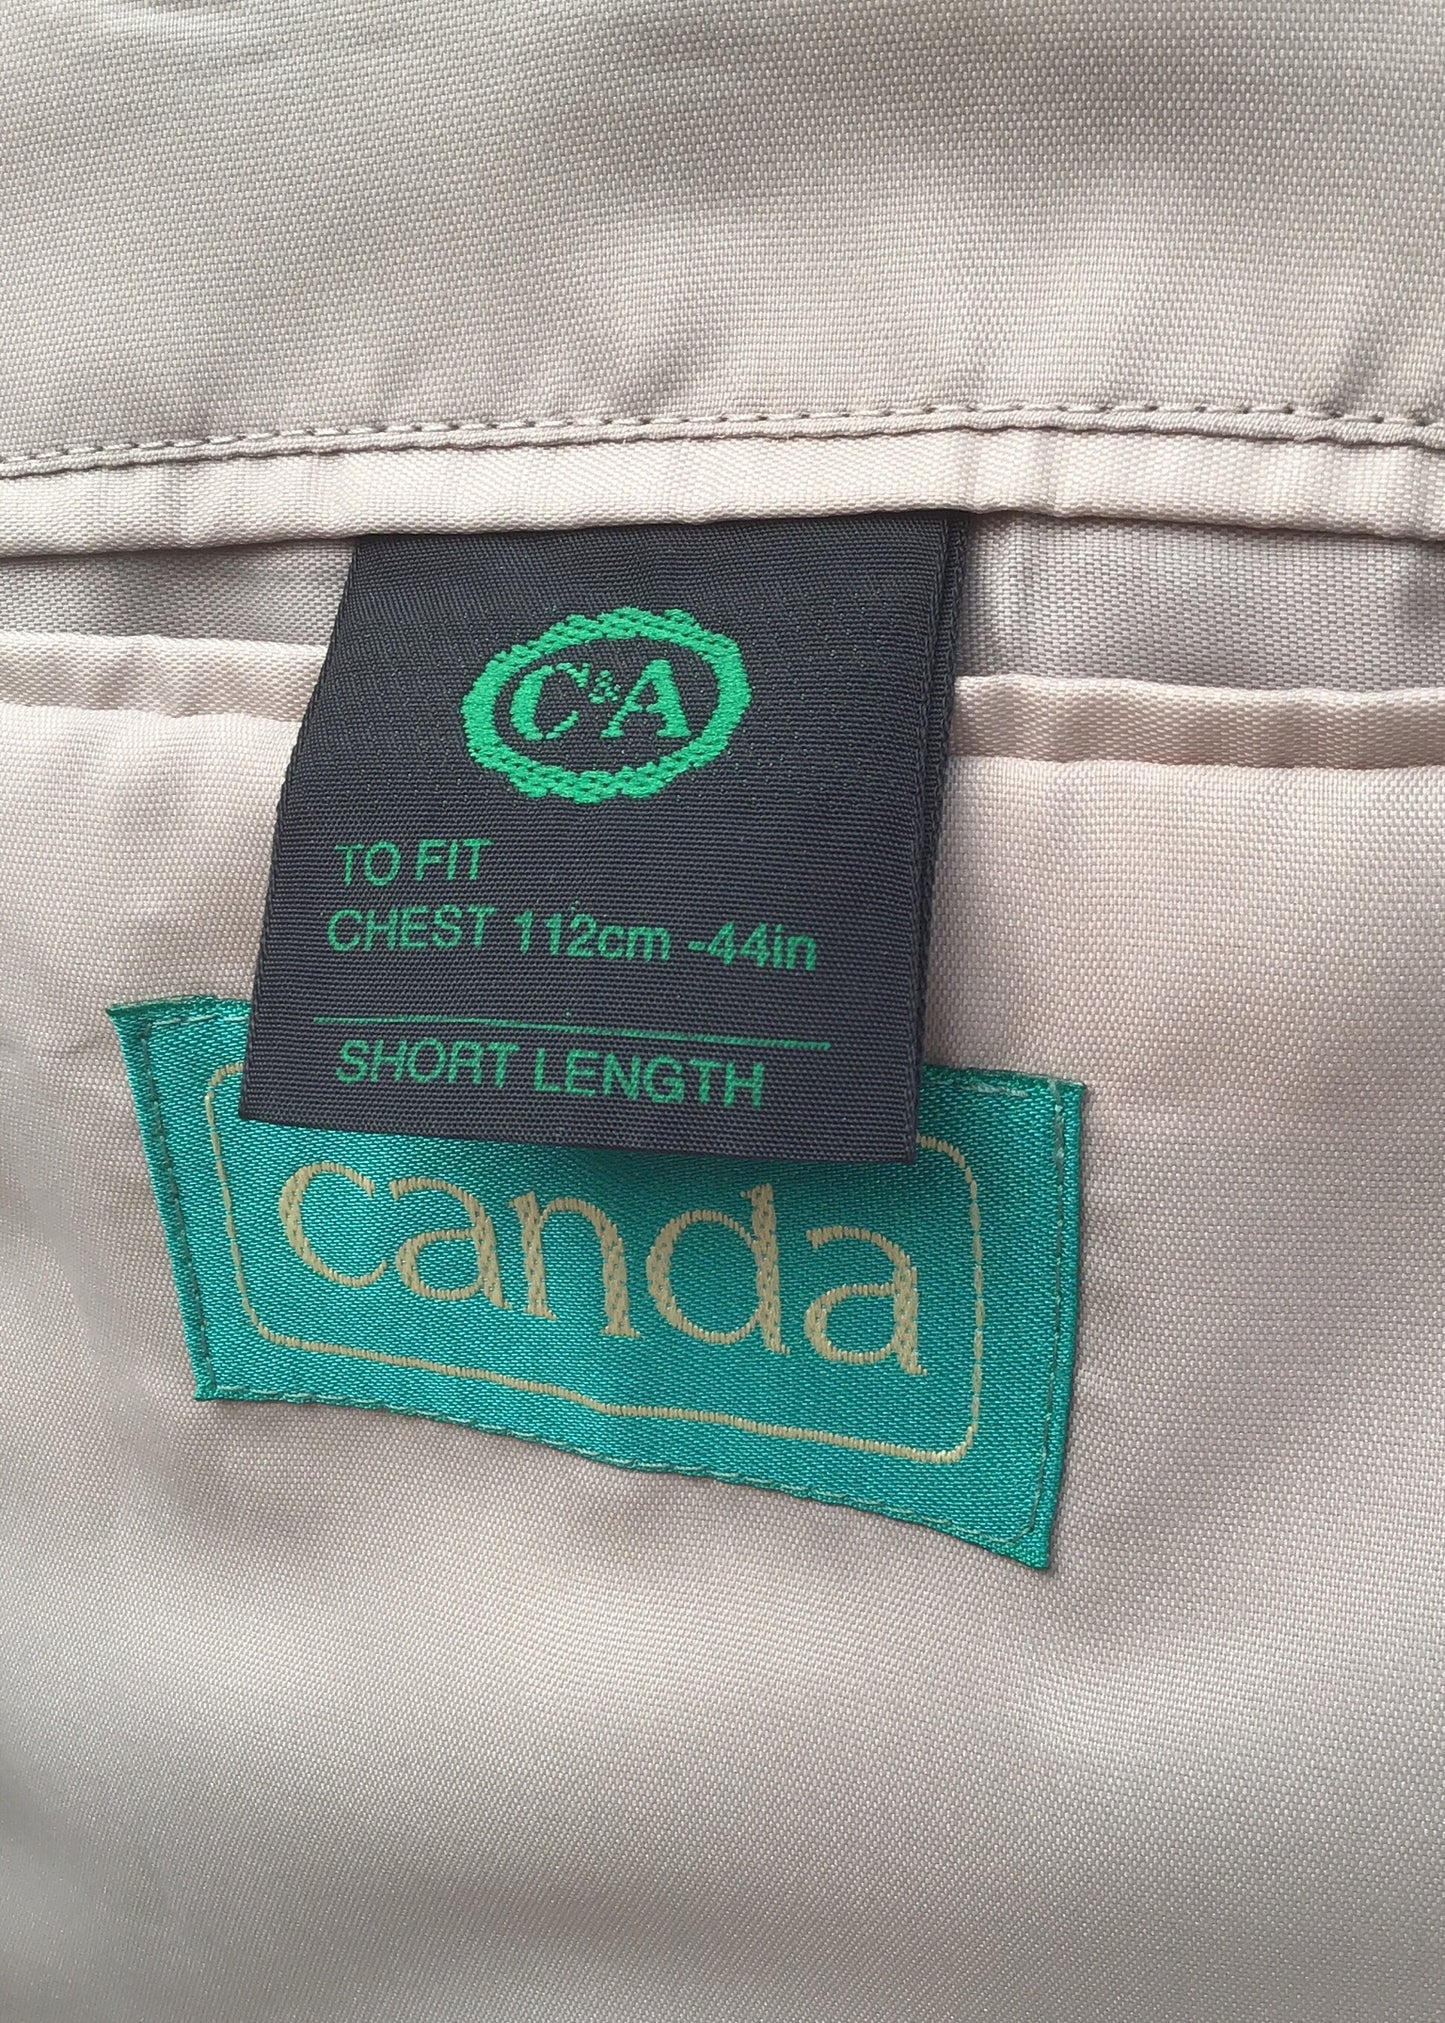 C&A
TO FIT
CHEST 112cm -44in
SHORT LENGTH
canda